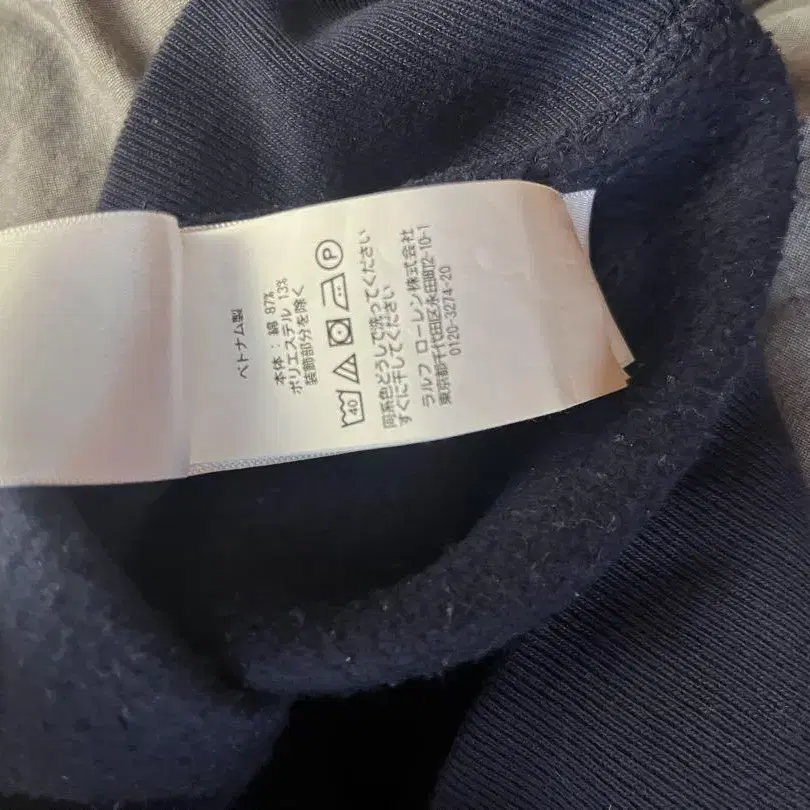 ベトナム製
本体: 綿 87%
ポリエステル 13%
装飾部分を除く
40 P
同系色どうしで洗ってください
すぐに干してください
ラルフ ローレン株式会社
東京都千代田区永田町2-10-1
0120-3274-20